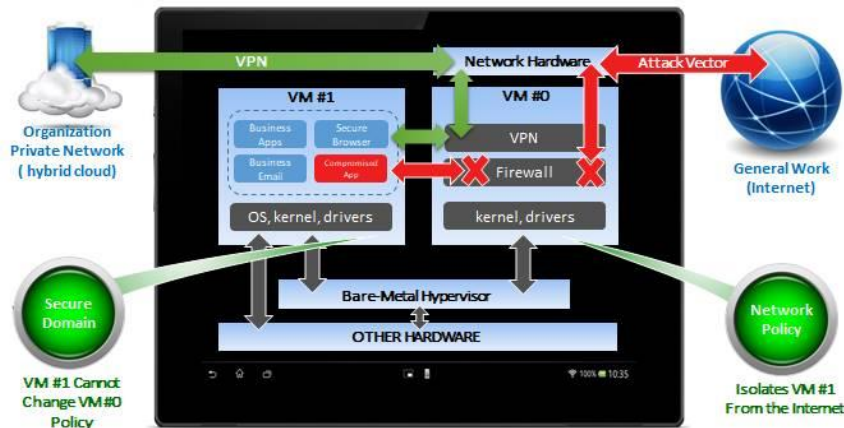 VPN
Network Hardware
Attack Vector
Organization
Private Network
( hybrid cloud)
VM #1
Business
Apps
Secure
Browser
Business
Email
Compromised
App
OS, kernel, drivers
VM #0
VPN
Firewall
kernel, drivers
General Work
(Internet)
Bare-Metal Hypervisor
OTHER HARDWARE
Secure
Domain
VM #1 Cannot
Change VM #0
Policy
Network
Policy
Isolates VM #1
From the Internet
100% 10:35